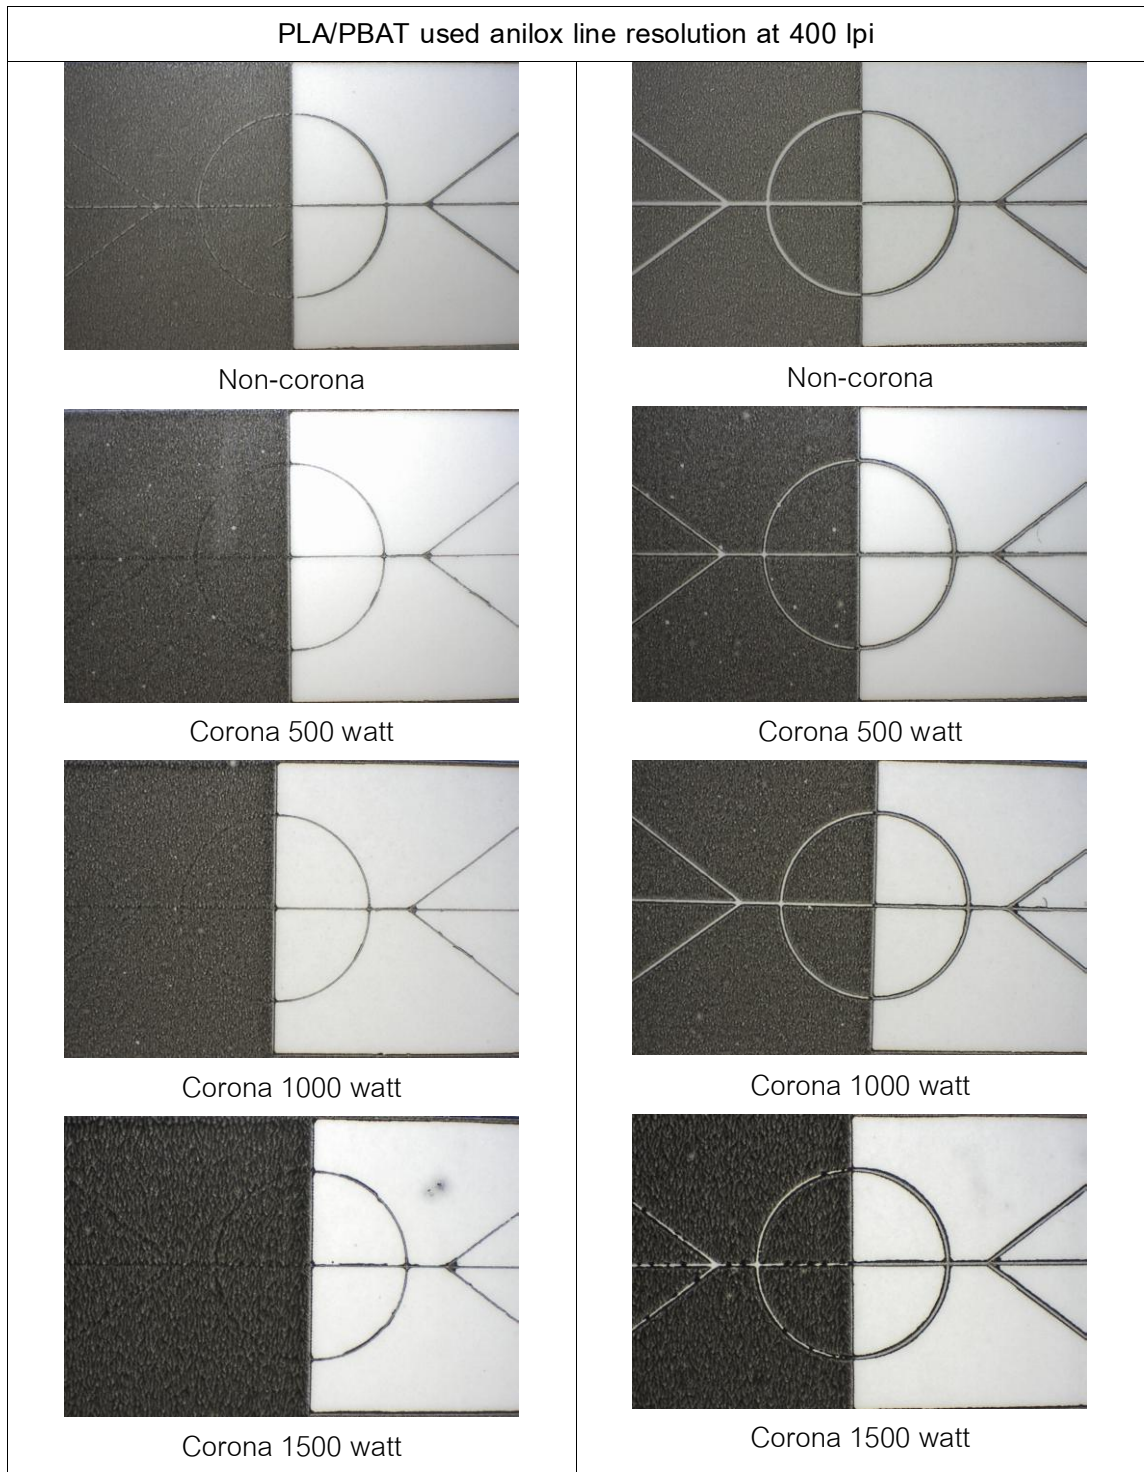 PLA/PBAT used anilox line resolution at 400 lpi
Non-corona
Non-corona
Corona 500 watt
Corona 500 watt
Corona 1000 watt
Corona 1000 watt
Corona 1500 watt
Corona 1500 watt